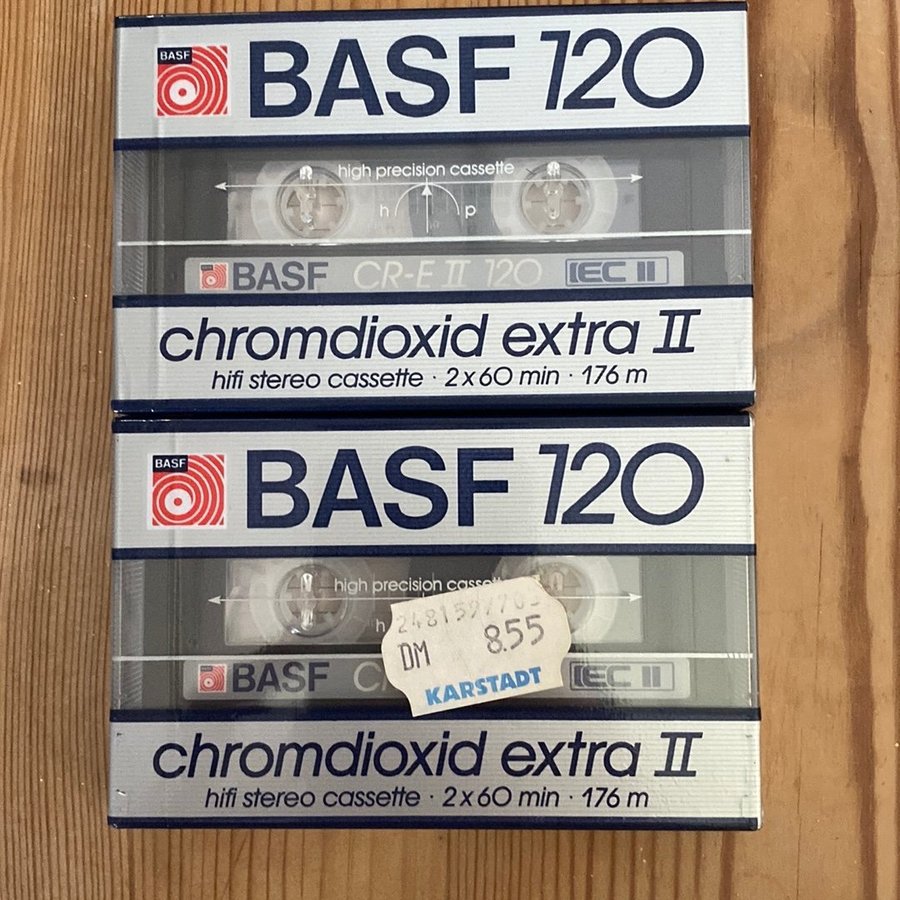 BASF
BASF 120
high precision cassette
h p
BASF CR-E II 120 IEC II
chromdioxid extra II
hifi stereo cassette · 2x60 min · 176 m
BASF
BASF 120
high precision
h
DM 8.55
KARSTADT
BASF IEC II
chromdioxid extra II
hifi stereo cassette · 2x60 min · 176 m